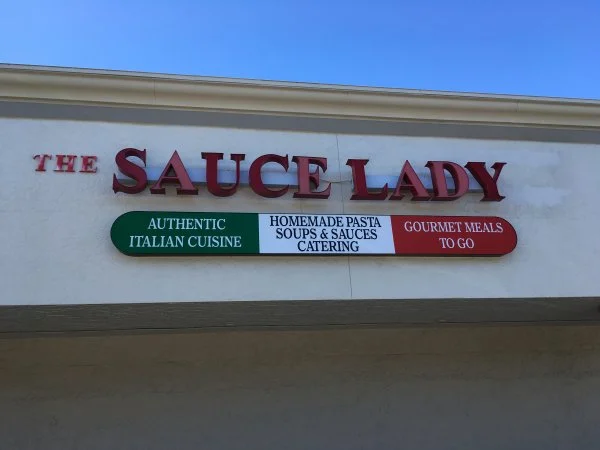 THE SAUCE LADY
AUTHENTIC
ITALIAN CUISINE
HOMEMADE PASTA
SOUPS & SAUCES
CATERING
GOURMET MEALS
TO GO